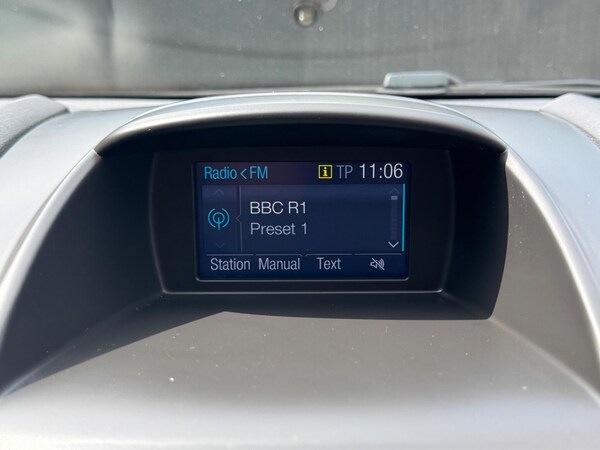 Radio < FM i TP 11:06
BBC R1
Preset 1
Station Manual Text